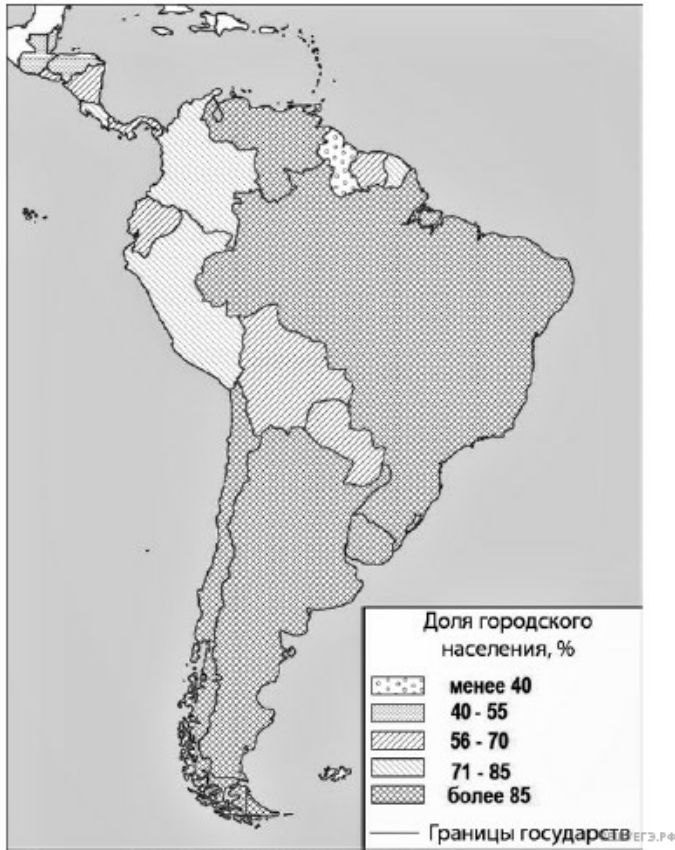 Доля городского
населения, %
менее 40
40 - 55
56 - 70
71 - 85
более 85
Границы государств